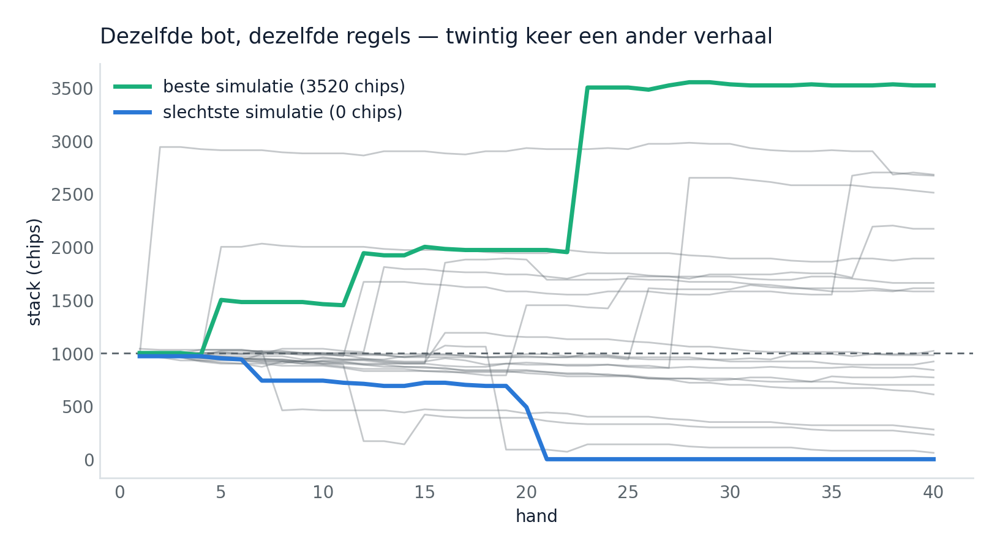 Dezelfde bot, dezelfde regels — twintig keer een ander verhaal
beste simulatie (3520 chips)
slechtste simulatie (0 chips)
stack (chips)
3500
3000
2500
2000
1500
1000
500
0
0 5 10 15 20 25 30 35 40
hand